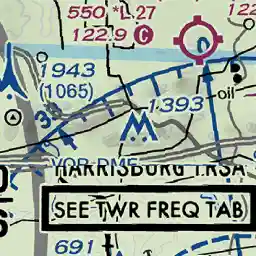 550 *L 27
122.9 C
1943
(1065)
1393
oil
VOR-DME
HARRISBURG TRSA
(SEE TWR FREQ TAB)
691